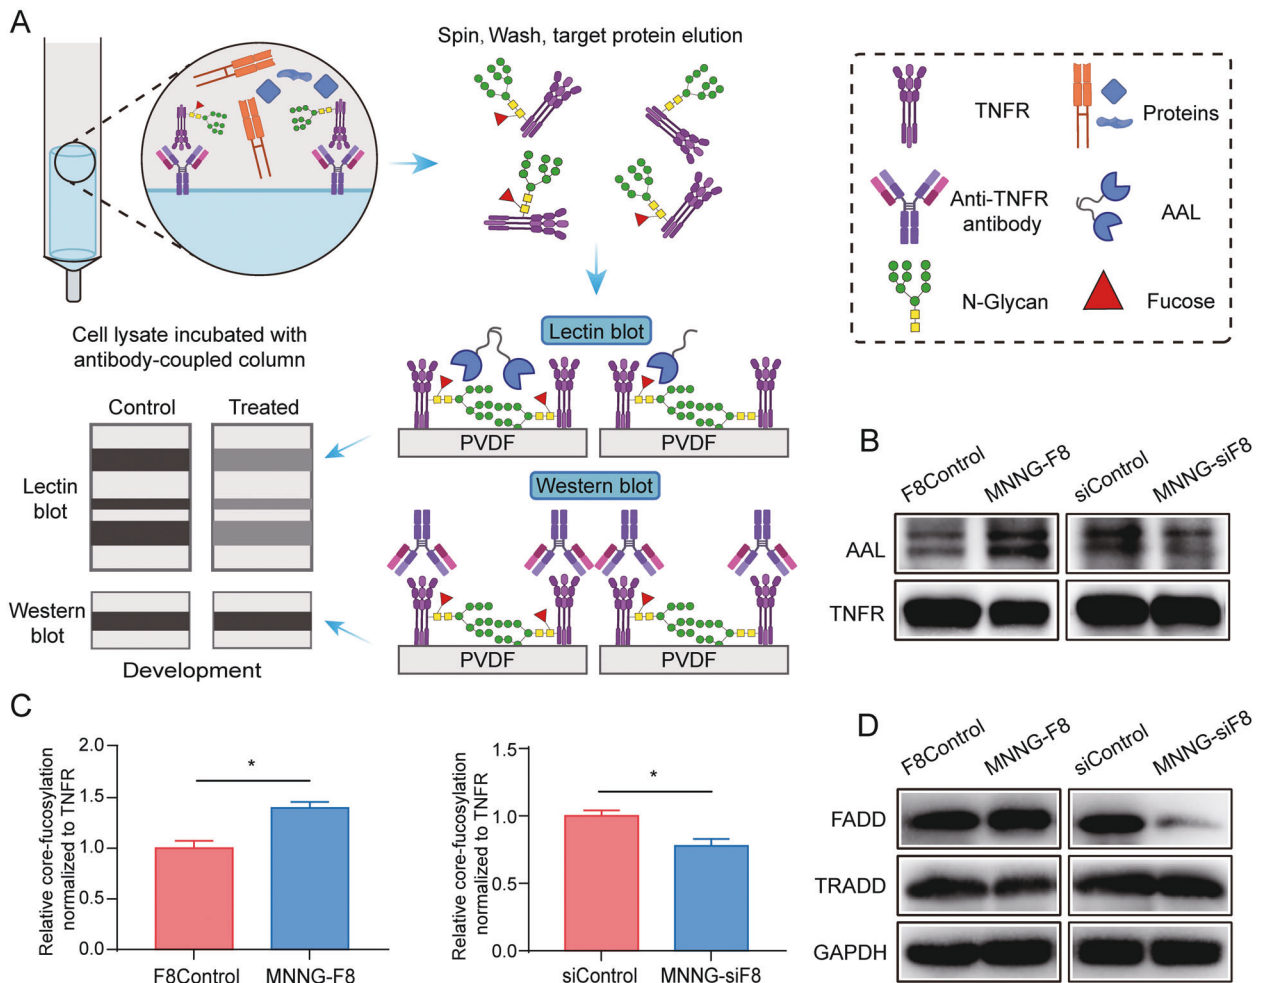 A
Spin, Wash, target protein elution
TNFR
Proteins
Anti-TNFR
antibody
AAL
N-Glycan
Fucose
Cell lysate incubated with
antibody-coupled column
Lectin blot
PVDF
PVDF
Western blot
PVDF
PVDF
Control
Treated
Lectin
blot
Western
blot
Development
B
F8Control
MNNG-F8
siControl
MNNG-siF8
AAL
TNFR
C
Relative core-fucosylation
normalized to TNFR
2.0
1.5
1.0
0.5
0.0
*
F8Control
MNNG-F8
Relative core-fucosylation
normalized to TNFR
1.5
1.0
0.5
0.0
*
siControl
MNNG-siF8
D
F8Control
MNNG-F8
siControl
MNNG-siF8
FADD
TRADD
GAPDH